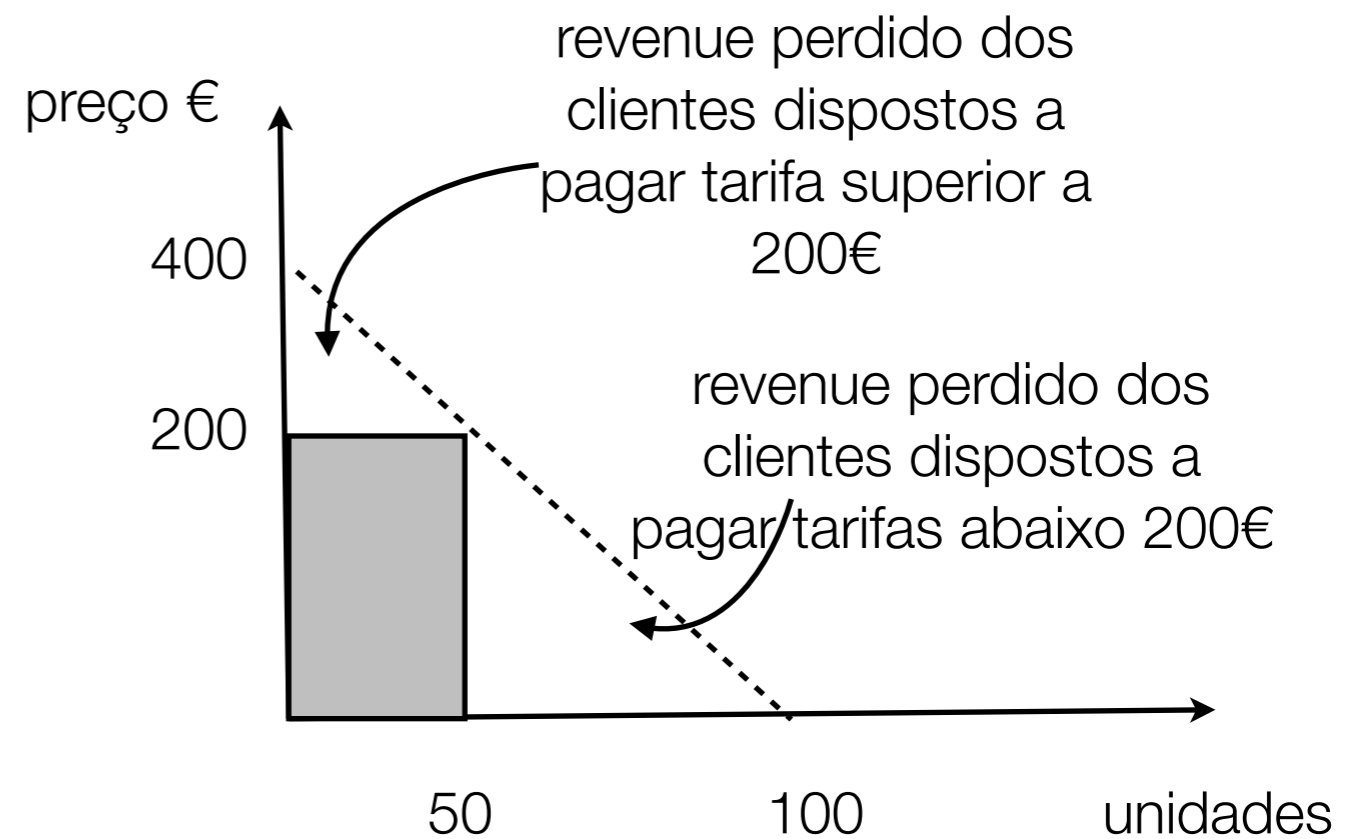 revenue perdido dos
clientes dispostos a
pagar tarifa superior a
200€
preço €
400
200
revenue perdido dos
clientes dispostos a
pagar tarifas abaixo 200€
50
100
unidades